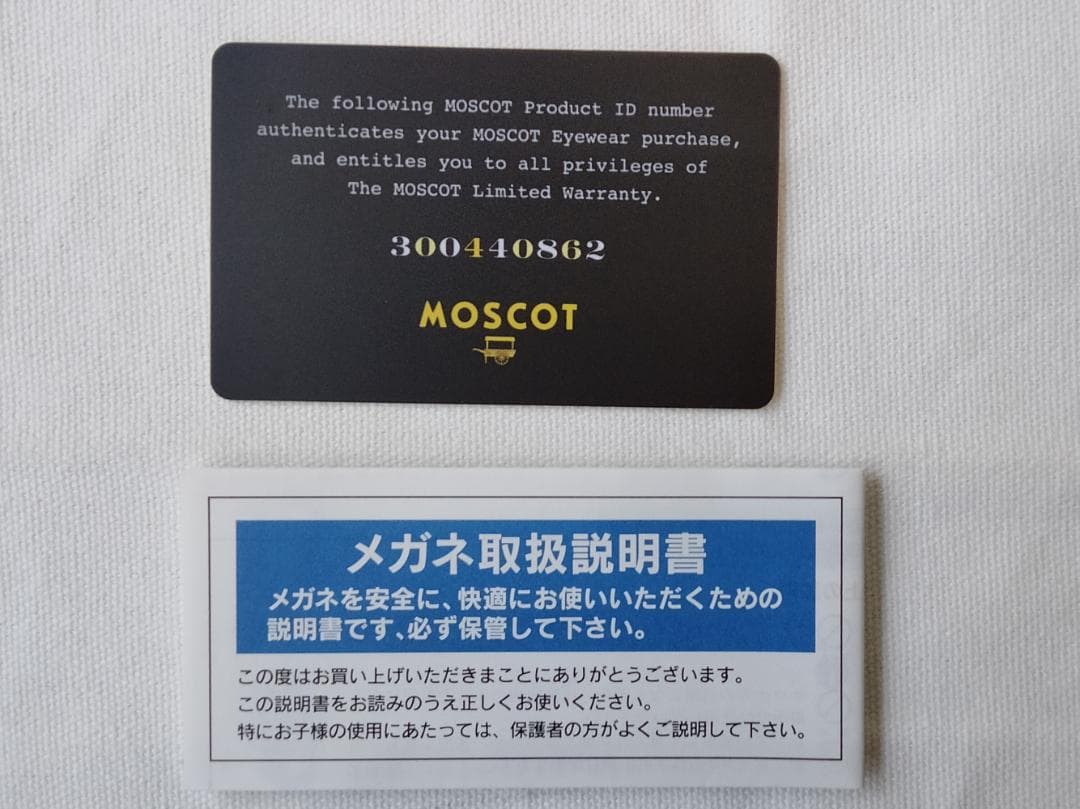 The following MOSCOT Product ID number
authenticates your MOSCOT Eyewear purchase,
and entitles you to all privileges of
The MOSCOT Limited Warranty.
300440862
MOSCOT
メガネ取扱説明書
メガネを安全に、快適にお使いいただくための
説明書です、必ず保管して下さい。
この度はお買い上げいただきまことにありがとうございます。
この説明書をお読みのうえ正しくお使いください。
特にお子様の使用にあたっては、保護者の方がよくご説明して下さい。